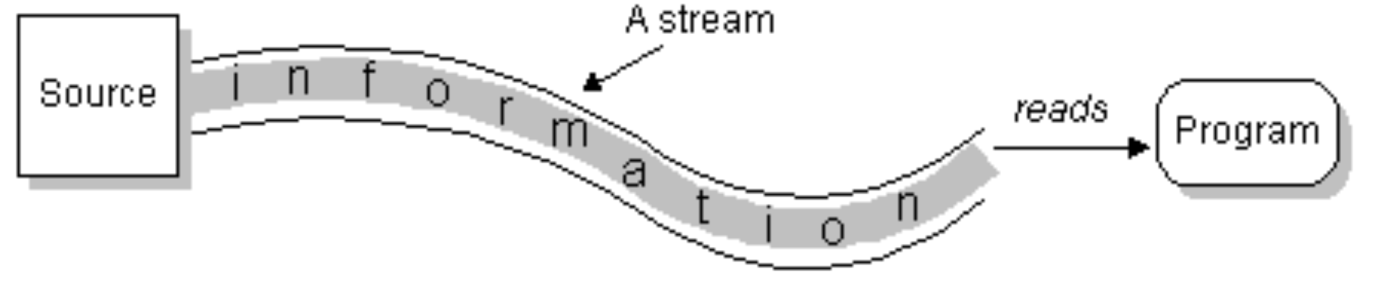 A stream
Source
information
reads
Program